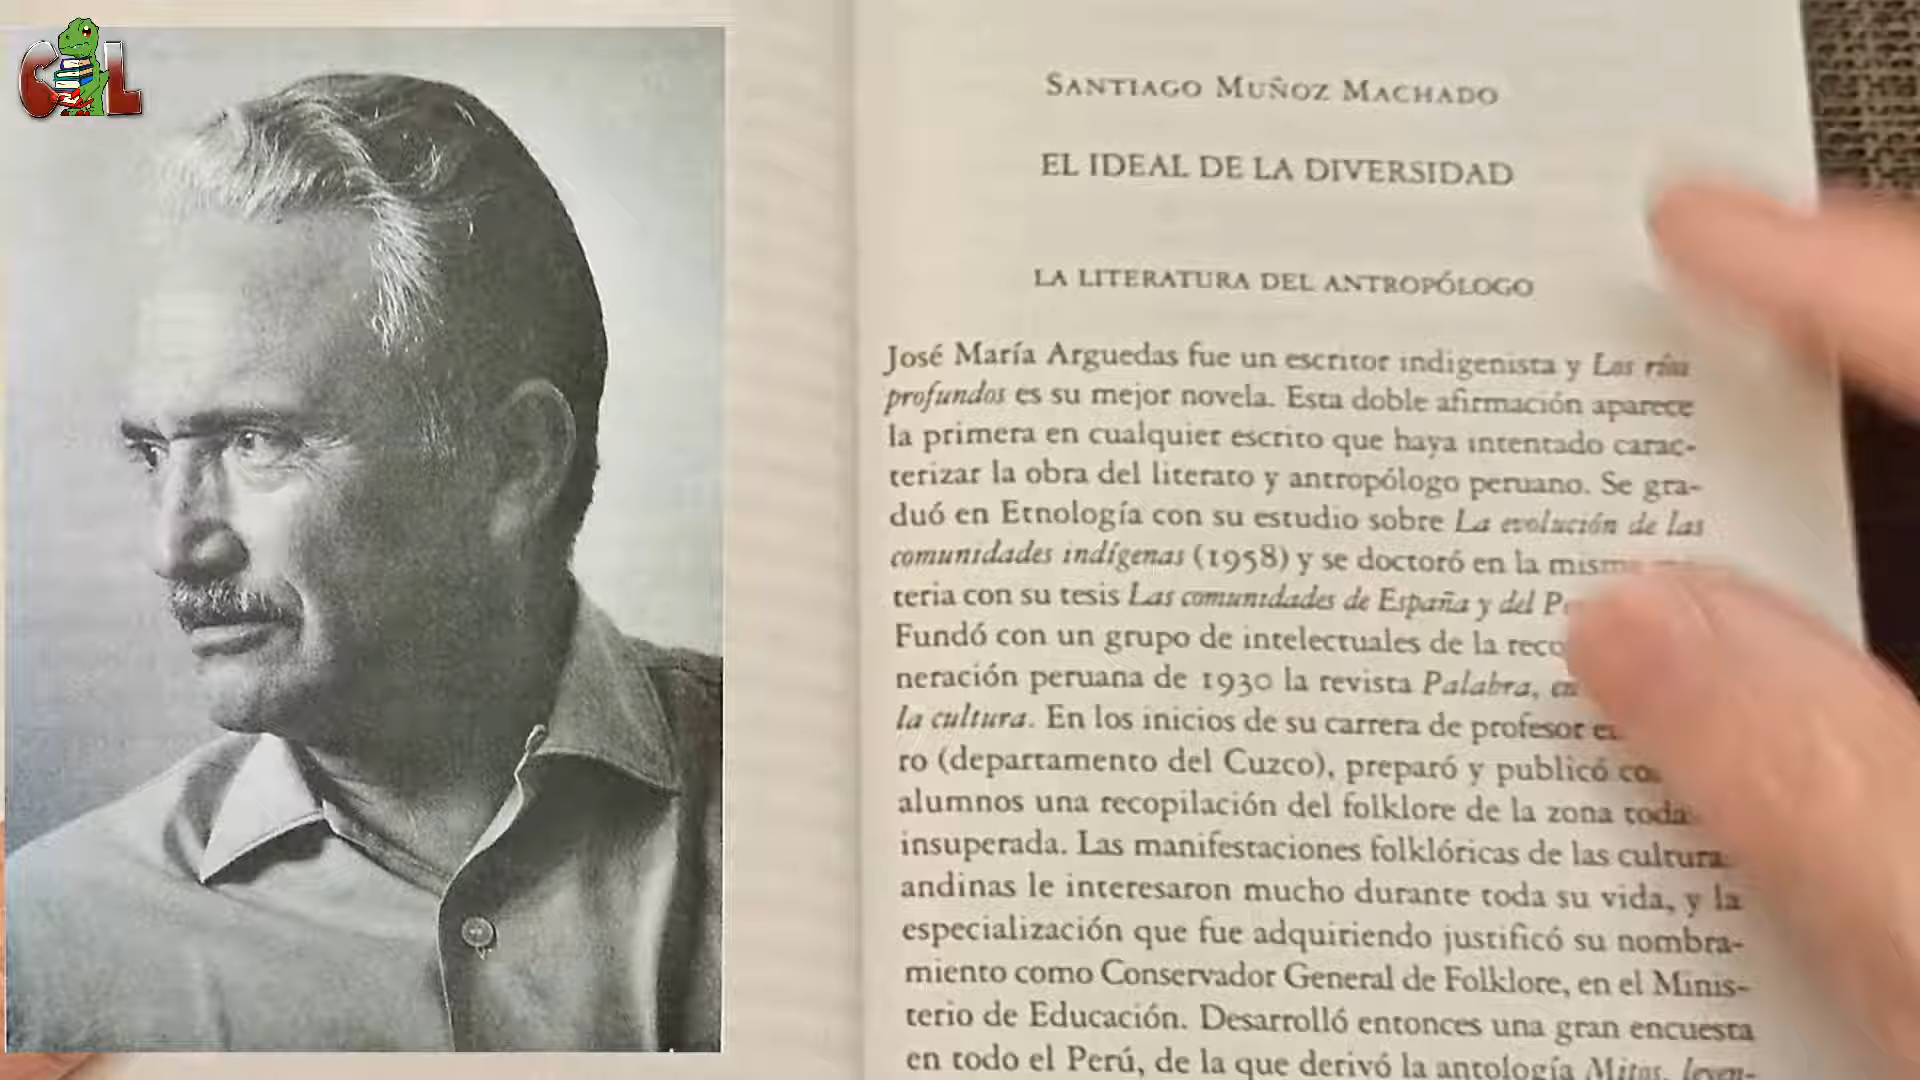 CL
SANTIAGO MUÑOZ MACHADO
EL IDEAL DE LA DIVERSIDAD
LA LITERATURA DEL ANTROPÓLOGO
José María Arguedas fue un escritor indigenista y Los ríos
profundos es su mejor novela. Esta doble afirmación aparece
la primera en cualquier escrito que haya intentado carac-
terizar la obra del literato y antropólogo peruano. Se gra-
duó en Etnología con su estudio sobre La evolución de las
comunidades indígenas (1958) y se doctoró en la misma
teria con su tesis Las comunidades de España y del
Fundó con un grupo de intelectuales de la
neración peruana de 1930 la revista Palabra, en
la cultura. En los inicios de su carrera de profesor
ro (departamento del Cuzco), preparó y publicó
alumnos una recopilación del folklore de la zona
insuperada. Las manifestaciones folklóricas de las
andinas le interesaron mucho durante toda su vida, y la
especialización que fue adquiriendo justificó su nombra-
miento como Conservador General de Folklore, en el Minis-
terio de Educación. Desarrolló entonces una gran encuesta
en todo el Perú, de la que derivó la antología Mitos, leyen-